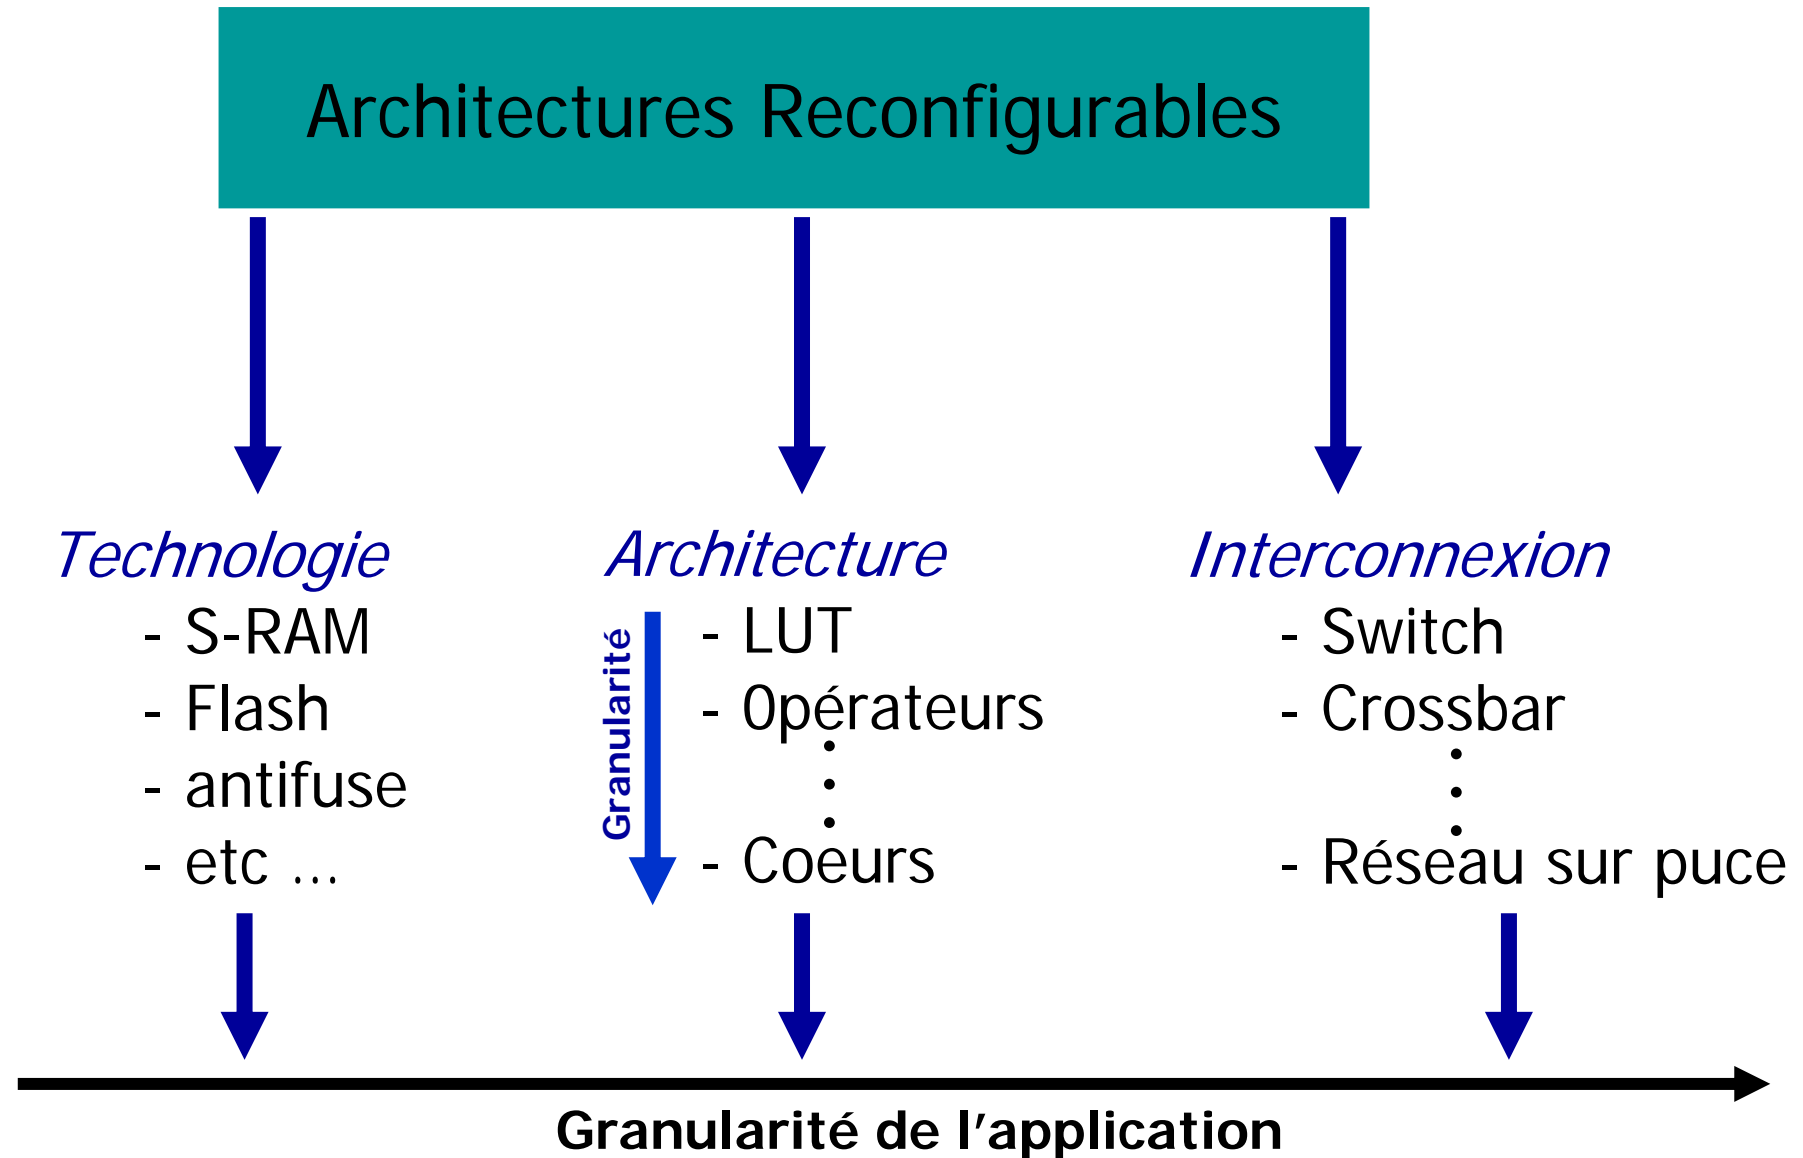 Architectures Reconfigurables
Technologie
- S-RAM
- Flash
- antifuse
- etc ...
Granularité
Architecture
- LUT
- Opérateurs
- Coeurs
Interconnexion
- Switch
- Crossbar
- Réseau sur puce
Granularité de l'application